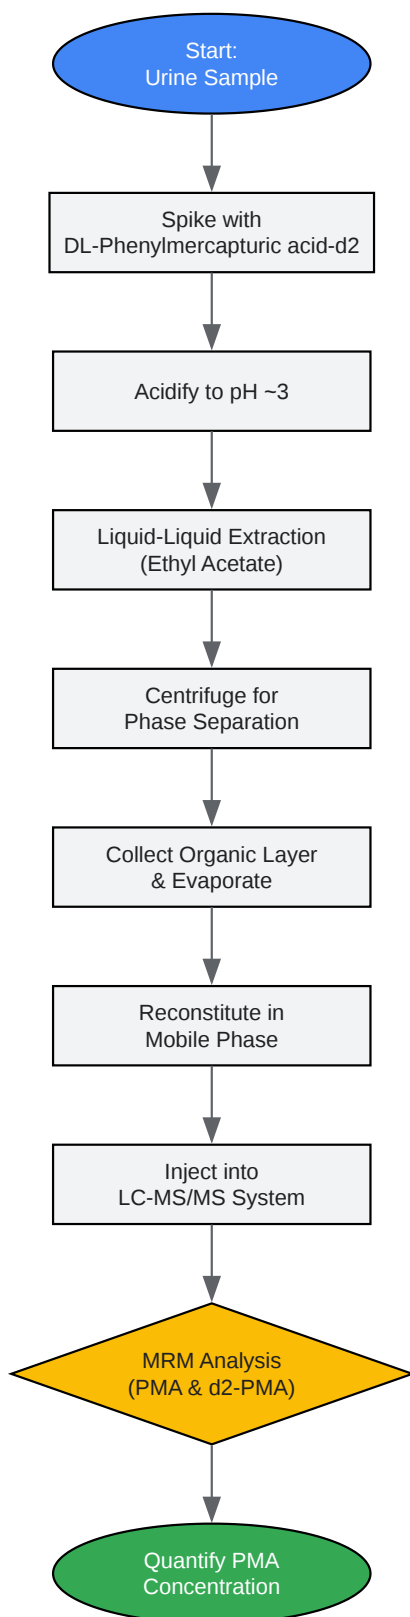 Start:
Urine Sample
Spike with
DL-Phenylmercapturic acid-d2
Acidify to pH ~3
Liquid-Liquid Extraction
(Ethyl Acetate)
Centrifuge for
Phase Separation
Collect Organic Layer
& Evaporate
Reconstitute in
Mobile Phase
Inject into
LC-MS/MS System
MRM Analysis
(PMA & d2-PMA)
Quantify PMA
Concentration